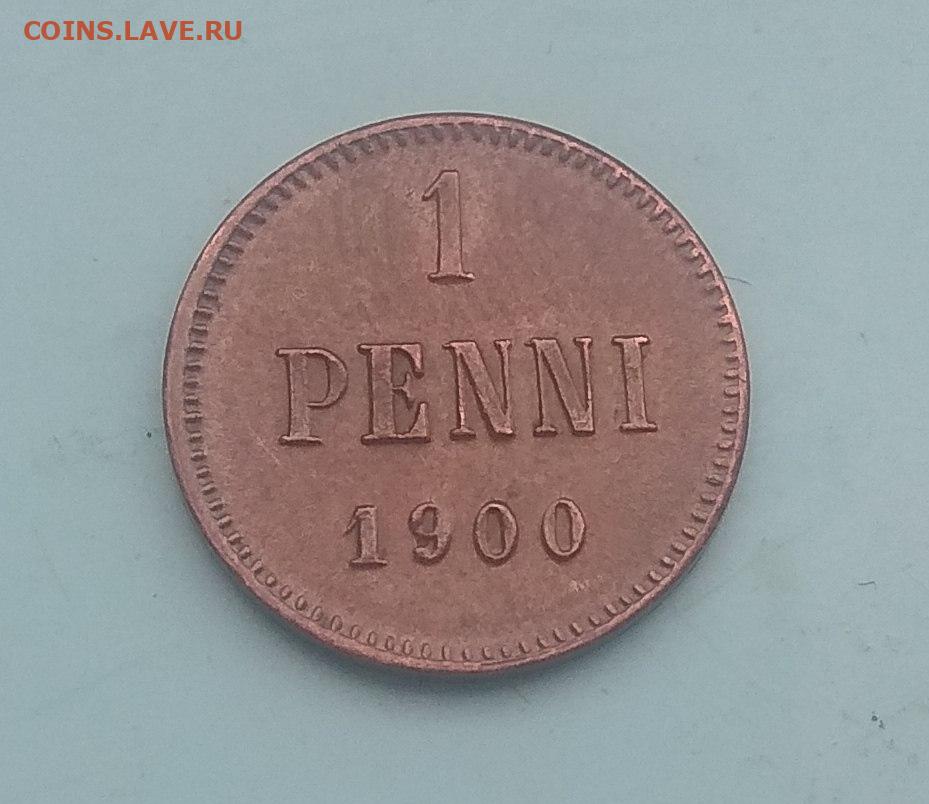 COINS.LAVE.RU
1
PENNI
1900